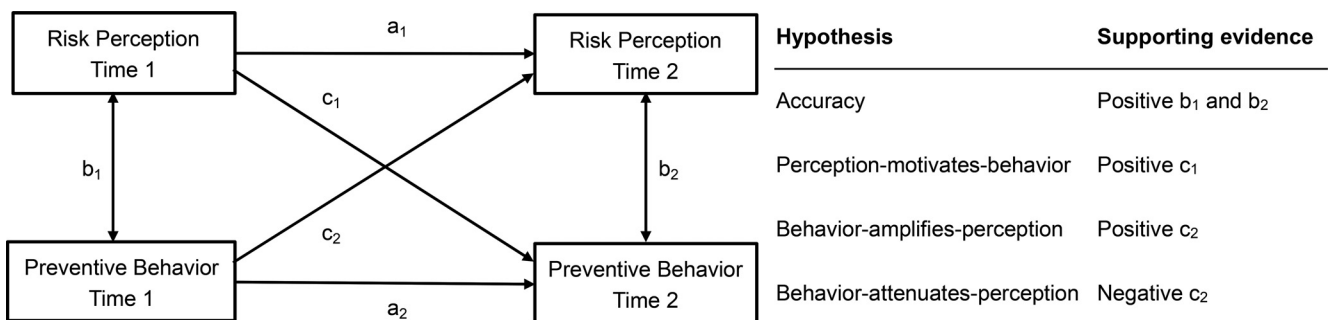 Risk Perception
Time 1
a₁
Risk Perception
Time 2
c₁
b₁
b₂
c₂
Preventive Behavior
Time 1
a₂
Preventive Behavior
Time 2
Hypothesis Supporting evidence
Accuracy Positive b₁ and b₂
Perception-motivates-behavior Positive c₁
Behavior-amplifies-perception Positive c₂
Behavior-attenuates-perception Negative c₂